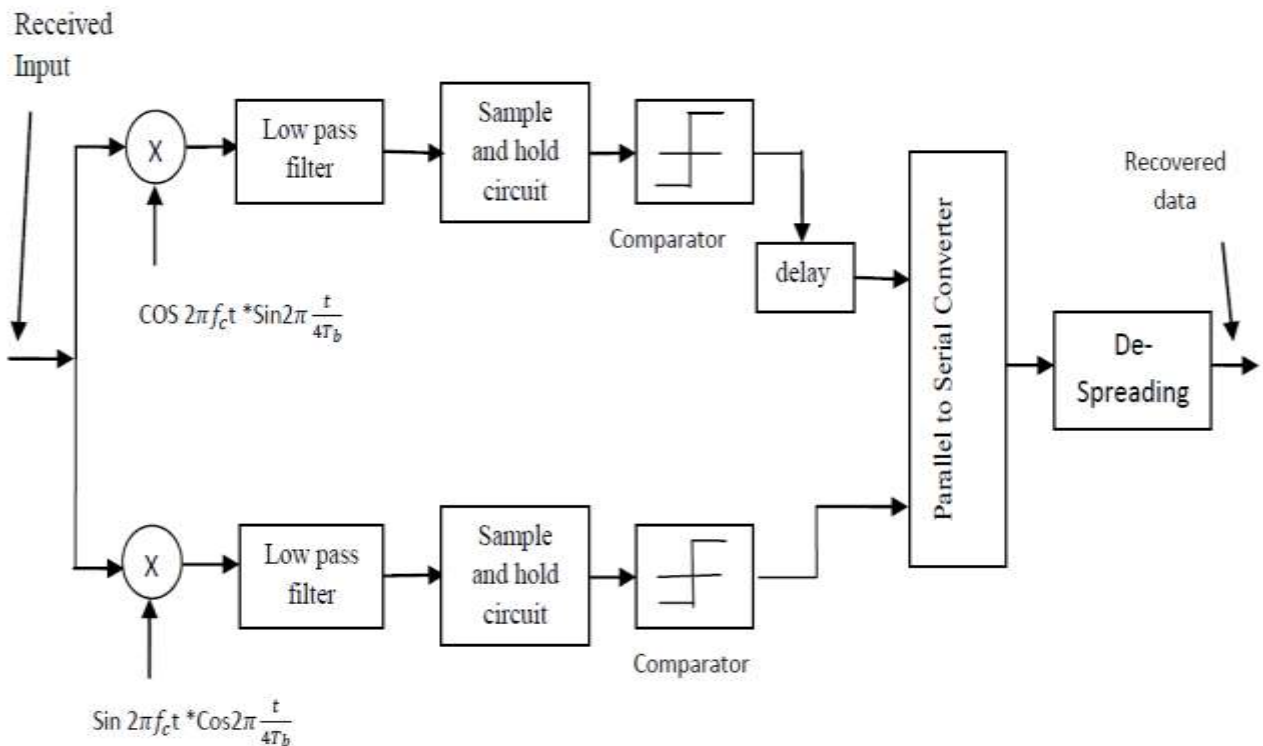 Received
Input
X
Low pass
filter
Sample
and hold
circuit
Comparator
delay
COS 2πf_ct *Sin2π t/4T_b
Parallel to Serial Converter
Recovered
data
De-
Spreading
X
Low pass
filter
Sample
and hold
circuit
Comparator
Sin 2πf_ct *Cos2π t/4T_b